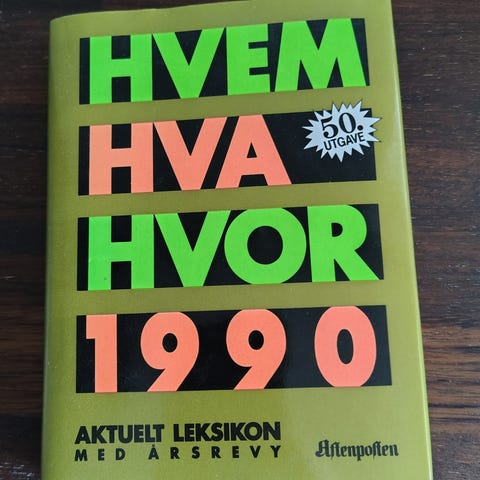 HVEM
HVA
50.
UTGAVE
HVOR
1990
AKTUELT LEKSIKON
MED ÅRSREVY
Aftenposten